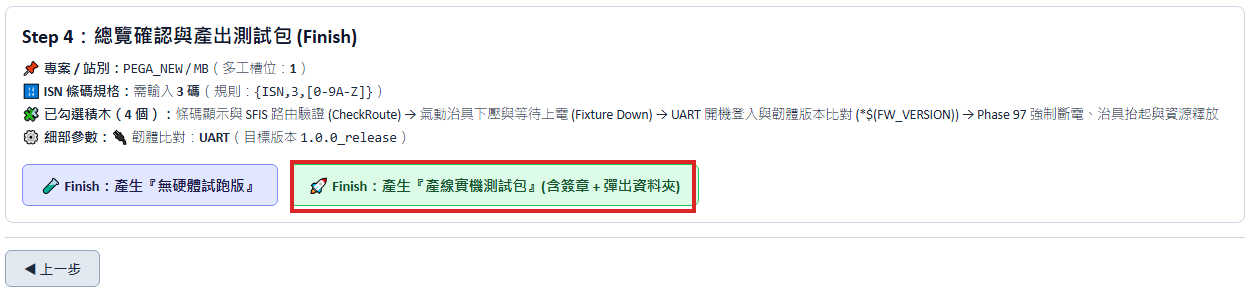 Step 4：總覽確認與產出測試包 (Finish)
📌 專案 / 站別：PEGA_NEW / MB（多工槽位：1）
🔢 ISN 條碼規格：需輸入 3 碼（規則：{ISN,3,[0-9A-Z]}）
🧩 已勾選積木（4 個）：條碼顯示與 SFIS 路由驗證 (CheckRoute) → 氣動治具下壓與等待上電 (Fixture Down) → UART 開機登入與韌體版本比對 (*$(FW_VERSION)) → Phase 97 強制斷電、治具抬起與資源釋放
⚙️ 細部參數：🔌 韌體比對：UART（目標版本 1.0.0_release）
🧪 Finish：產生『無硬體試跑版』
🚀 Finish：產生『產線實機測試包』(含簽章 + 彈出資料夾)
◀ 上一步